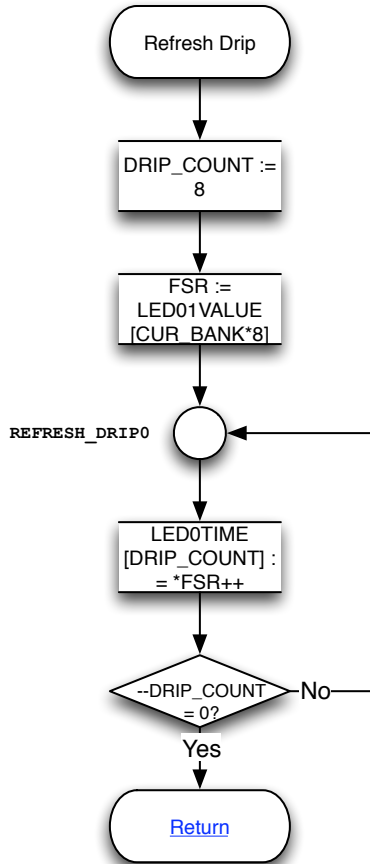 Refresh Drip
DRIP_COUNT :=
8
FSR :=
LED01VALUE
[CUR_BANK*8]
REFRESH_DRIP0
LED0TIME
[DRIP_COUNT] :
= *FSR++
--DRIP_COUNT
= 0?
No
Yes
Return